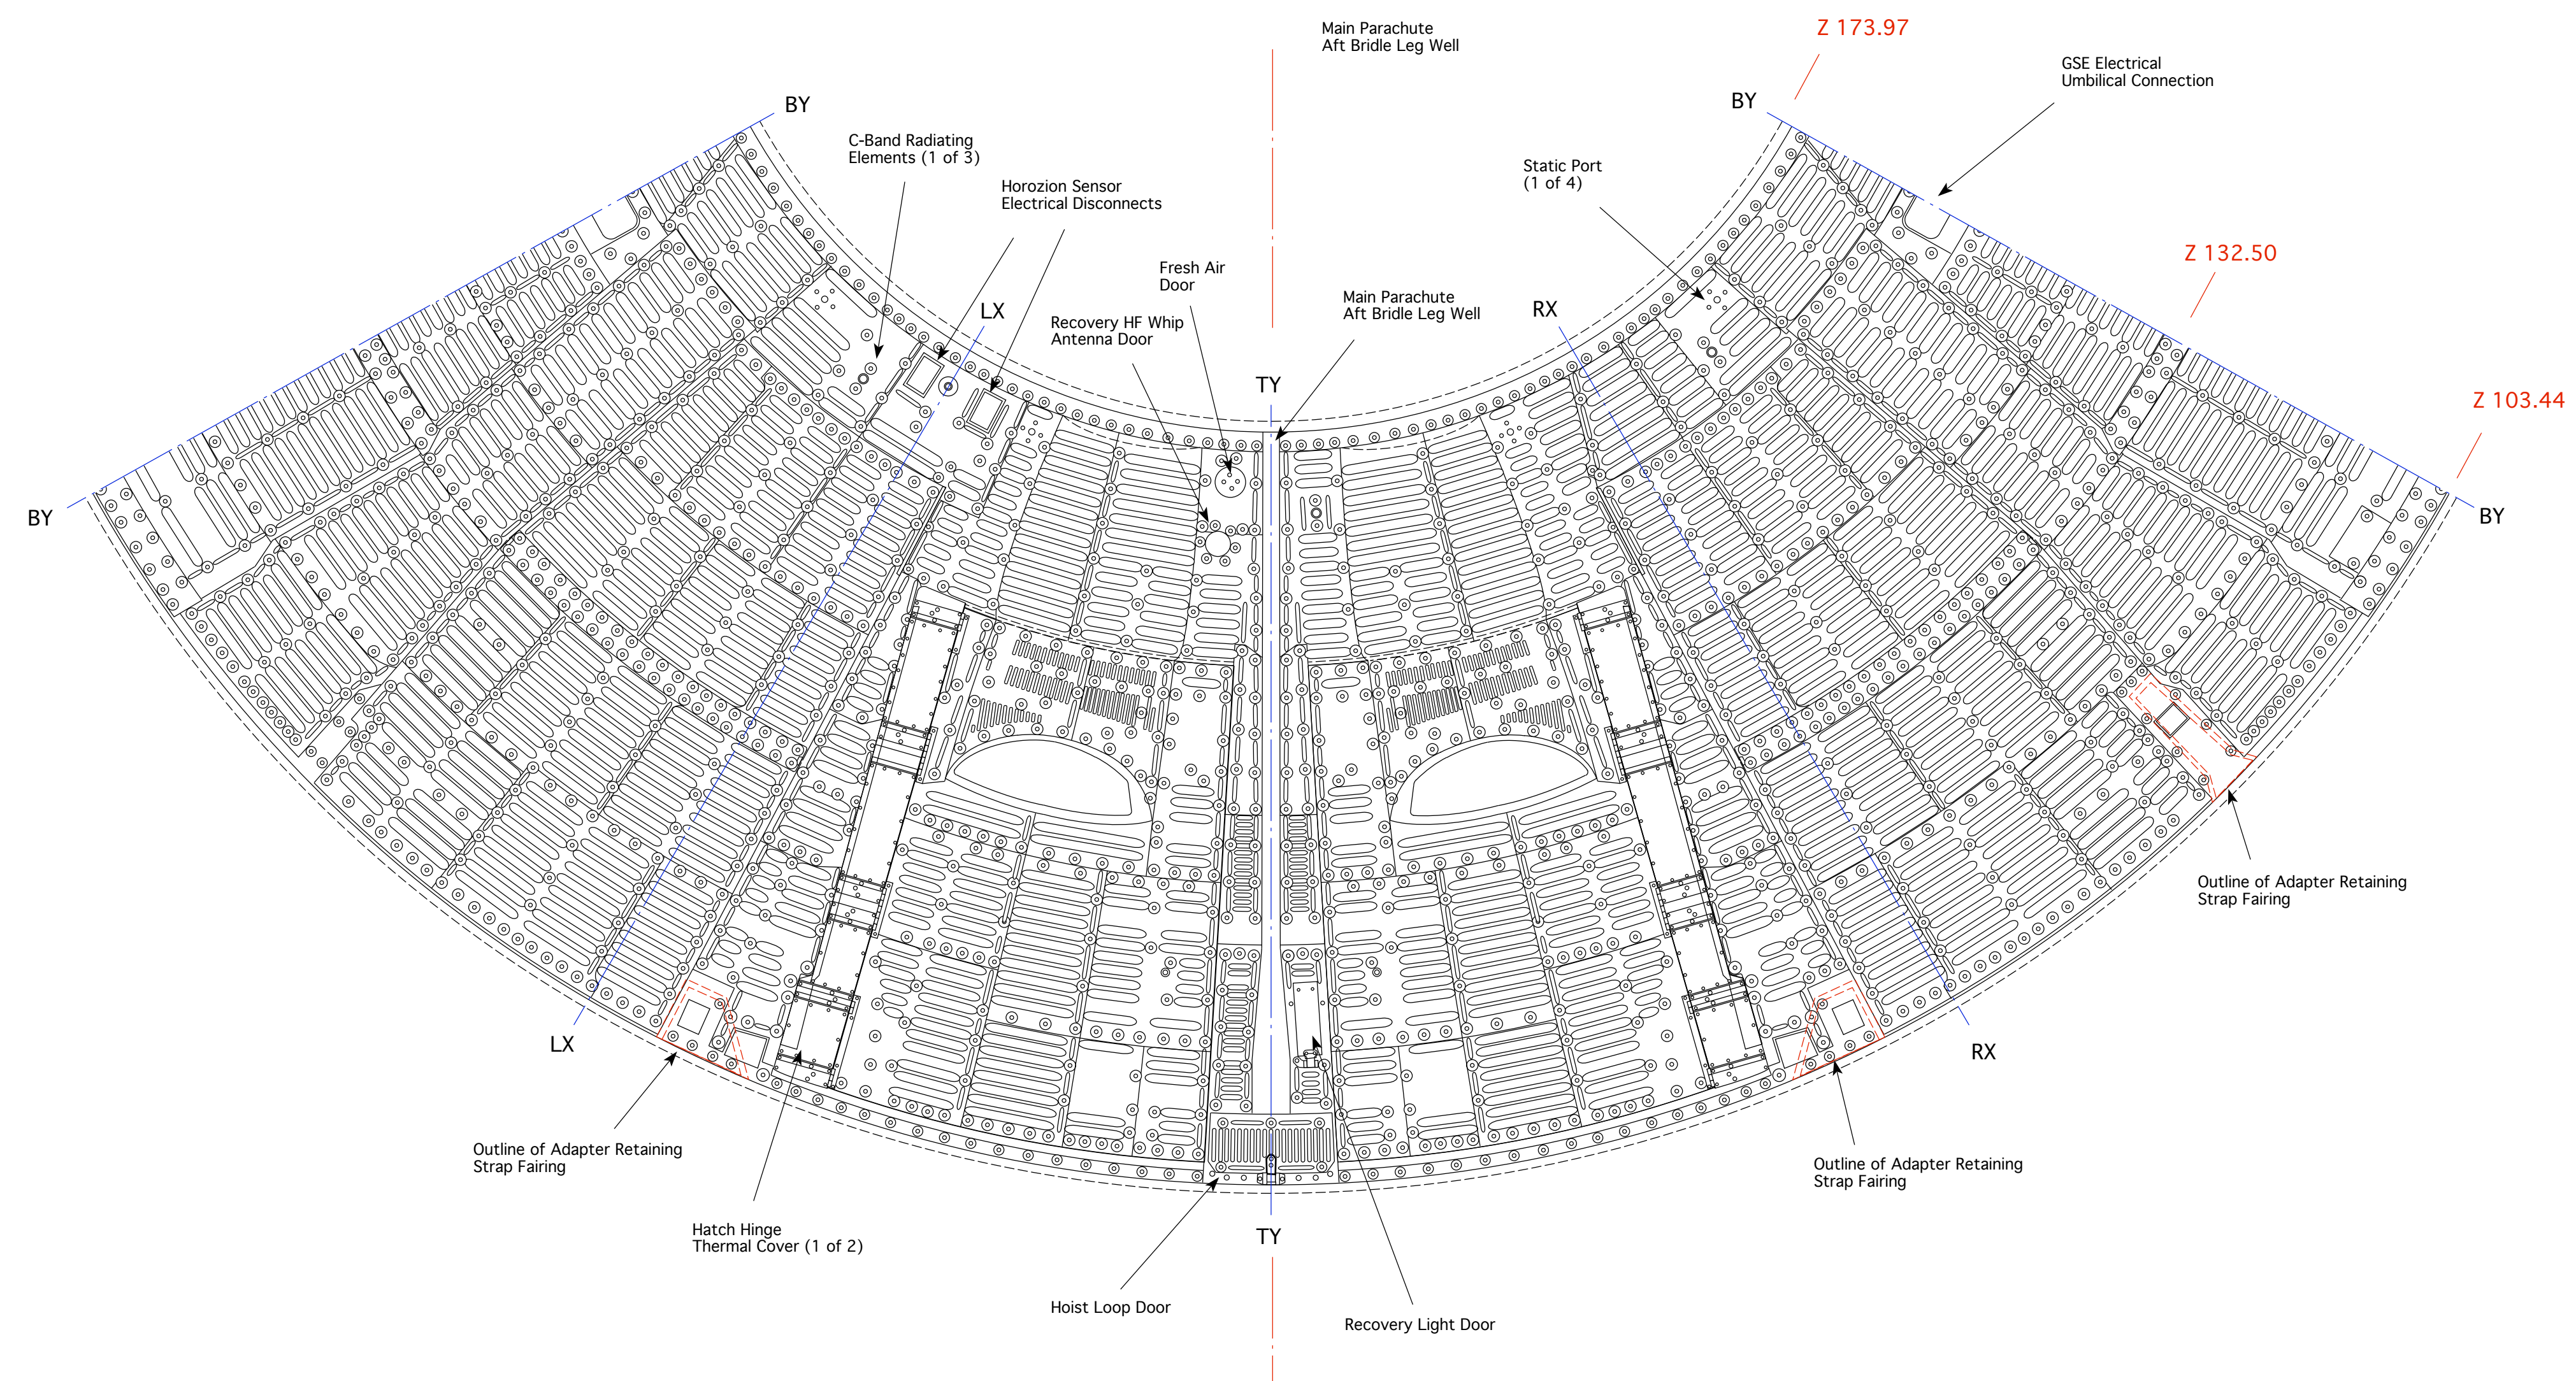 Main Parachute
Aft Bridle Leg Well
Z 173.97
GSE Electrical
Umbilical Connection
BY
BY
C-Band Radiating
Elements (1 of 3)
Static Port
(1 of 4)
Horozion Sensor
Electrical Disconnects
Z 132.50
Fresh Air
Door
Main Parachute
Aft Bridle Leg Well
LX
RX
Recovery HF Whip
Antenna Door
TY
Z 103.44
BY
BY
Outline of Adapter Retaining
Strap Fairing
LX
RX
Outline of Adapter Retaining
Strap Fairing
Outline of Adapter Retaining
Strap Fairing
Hatch Hinge
Thermal Cover (1 of 2)
TY
Hoist Loop Door
Recovery Light Door